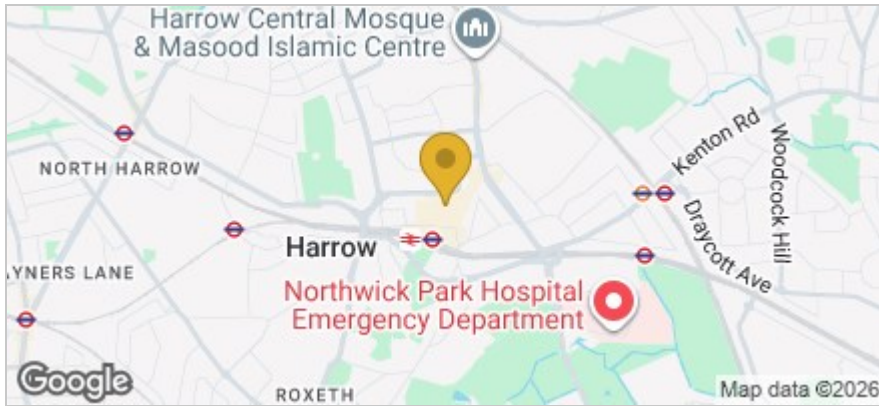 Harrow Central Mosque
& Masood Islamic Centre
Kenton Rd
Woodcock Hill
NORTH HARROW
Draycott Ave
Harrow
AYNERS LANE
Northwick Park Hospital
Emergency Department
ROXETH
Google
Map data ©2026